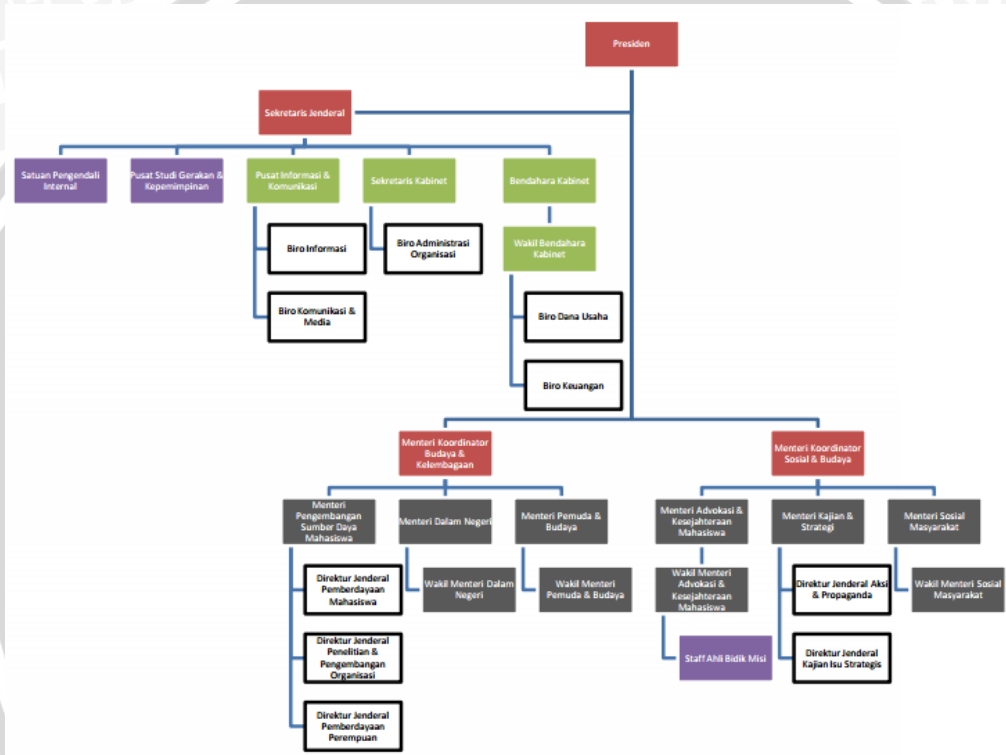 Presiden
Sekretaris Jenderal
Satuan Pengendali
Internal
Pusat Studi Gerakan &
Kepemimpinan
Pusat Informasi &
Komunikasi
Sekretaris Kabinet
Bendahara Kabinet
Biro Informasi
Biro Administrasi
Organisasi
Wakil Bendahara
Kabinet
Biro Komunikasi &
Media
Biro Dana Usaha
Biro Keuangan
Menteri Koordinator
Budaya &
Kelembagaan
Menteri Koordinator
Sosial & Budaya
Menteri
Pengembangan
Sumber Daya
Mahasiswa
Menteri Dalam Negeri
Menteri Pemuda &
Budaya
Menteri Advokasi &
Kesejahteraan
Mahasiswa
Menteri Kajian &
Strategi
Menteri Sosial
Masyarakat
Direktur Jenderal
Pemberdayaan
Mahasiswa
Wakil Menteri Dalam
Negeri
Wakil Menteri
Pemuda & Budaya
Wakil Menteri
Advokasi &
Kesejahteraan
Mahasiswa
Direktur Jenderal Aksi
& Propaganda
Wakil Menteri Sosial
Masyarakat
Direktur Jenderal
Penelitian &
Pengembangan
Organisasi
Staff Ahli Bidik Misi
Direktur Jenderal
Kajian Isu Strategis
Direktur Jenderal
Pemberdayaan
Perempuan